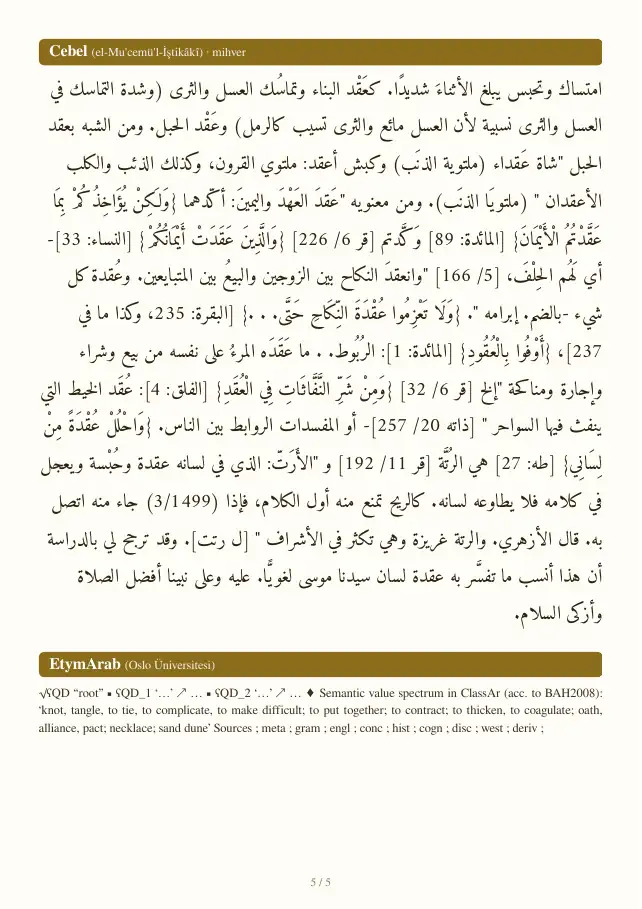 Cebel (el-Mu'cemü'l-İştikâkî) · mihver
امتساك وتحبس يبلغ الأثناءَ شديدًا. كعَقْد البناء وتماسُك العسل والثرى (وشدة التماسك في
العسل والثرى نسبية لأن العسل مائع والثرى تسيب كالرمل) وعَقْد الحبل. ومن الشبه بعقد
الحبل "شاة عَقداء (ملتوية الذنَب) وكبش أعقد: ملتوي القرون، وكذلك الذئب والكلب
الأعقدان " (ملتويَا الذنَب). ومن معنويه "عَقدَ العَهْدَ واليمينَ: أكّدهما {وَلَكِنْ يُؤَاخِذُكُمْ بِمَا
عَقَّدْتُمُ الْأَيْمَانَ} [المائدة: 89] وَكَّدتم [قر 6/ 226] {وَالَّذِينَ عَقَدَتْ أَيْمَانُكُمْ} [النساء: 33]-
أي لَهُم الحِلْفَ، [5/ 166] "وانعقدَ النكاح بين الزوجين والبيعُ بين المتبايعين. وعُقدة كل
شيء -بالضم. إبرامه ". {وَلَا تَعْزِمُوا عُقْدَةَ النِّكَاحِ حَتَّى. . .} [البقرة: 235، وكذا ما في
237]، {أَوْفُوا بِالْعُقُودِ} [المائدة: 1]: الرُبُوط. . ما عَقَدَه المرءُ على نفسه من بيع وشراء
وإجارة ومناكحة "إلخ [قر 6/ 32] {وَمِنْ شَرِّ النَّفَّاثَاتِ فِي الْعُقَدِ} [الفلق: 4]: عُقَد الخيط التي
ينفث فيها السواحر " [ذاته 20/ 257]- أو المفسدات الروابط بين الناس. {وَاحْلُلْ عُقْدَةً مِنْ
لِسَانِي} [طه: 27] هي الرُتَّة [قر 11/ 192] و "الأَرَتّ: الذي في لسانه عقدة وحُبْسة ويعجل
في كلامه فلا يطاوعه لسانه. كالريح تمنع منه أول الكلام، فإذا (3/1499) جاء منه اتصل
به. قال الأزهري. والرتة غريزة وهي تكثر في الأشراف " [ل رتت]. وقد ترجح لي بالدراسة
أن هذا أنسب ما تفسَّر به عقدة لسان سيدنا موسى لغويًّا. عليه وعلى نبينا أفضل الصلاة
وأزكى السلام.
EtymArab (Oslo Üniversitesi)
√ʕQD “root” ▪ ʕQD_1 ‘…’ ↗ … ▪ ʕQD_2 ‘…’ ↗ … ♦ Semantic value spectrum in ClassAr (acc. to BAH2008):
‘knot, tangle, to tie, to complicate, to make difficult; to put together; to contract; to thicken, to coagulate; oath,
alliance, pact; necklace; sand dune’ Sources ; meta ; gram ; engl ; conc ; hist ; cogn ; disc ; west ; deriv ;
5 / 5